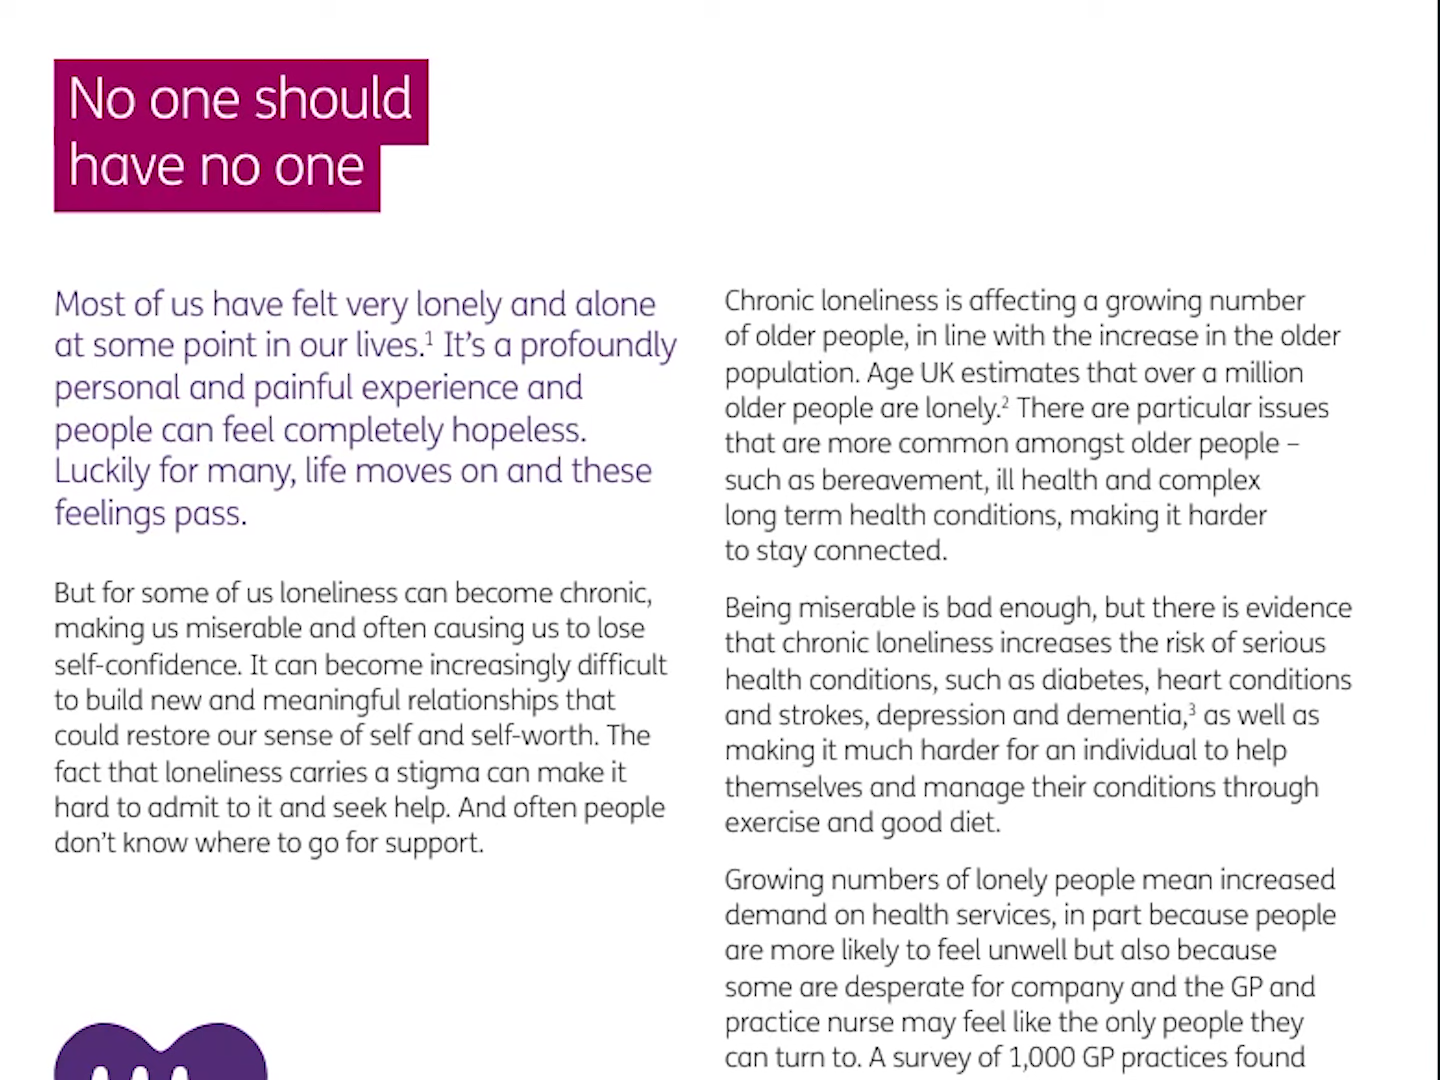 No one should
have no one
Most of us have felt very lonely and alone
at some point in our lives.¹ It's a profoundly
personal and painful experience and
people can feel completely hopeless.
Luckily for many, life moves on and these
feelings pass.
But for some of us loneliness can become chronic,
making us miserable and often causing us to lose
self-confidence. It can become increasingly difficult
to build new and meaningful relationships that
could restore our sense of self and self-worth. The
fact that loneliness carries a stigma can make it
hard to admit to it and seek help. And often people
don't know where to go for support.
Chronic loneliness is affecting a growing number
of older people, in line with the increase in the older
population. Age UK estimates that over a million
older people are lonely.² There are particular issues
that are more common amongst older people –
such as bereavement, ill health and complex
long term health conditions, making it harder
to stay connected.
Being miserable is bad enough, but there is evidence
that chronic loneliness increases the risk of serious
health conditions, such as diabetes, heart conditions
and strokes, depression and dementia,³ as well as
making it much harder for an individual to help
themselves and manage their conditions through
exercise and good diet.
Growing numbers of lonely people mean increased
demand on health services, in part because people
are more likely to feel unwell but also because
some are desperate for company and the GP and
practice nurse may feel like the only people they
can turn to. A survey of 1,000 GP practices found